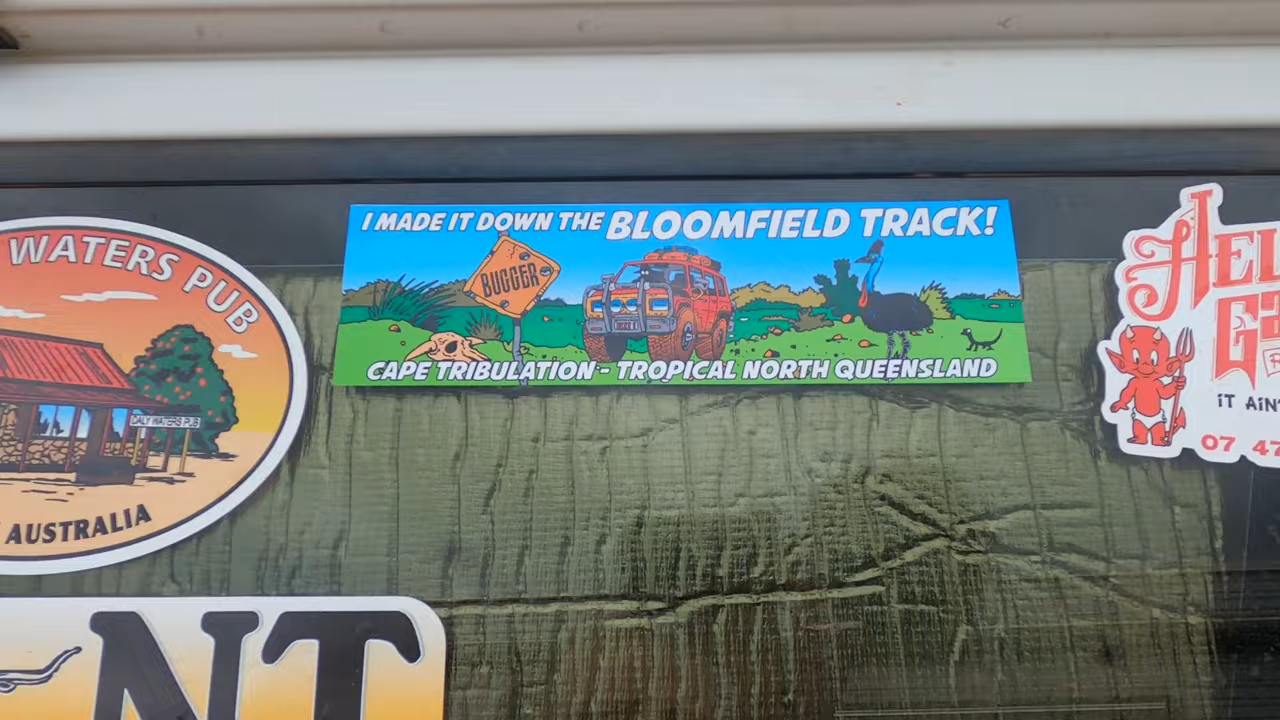 I MADE IT DOWN THE BLOOMFIELD TRACK!
BUGGER
CAPE TRIBULATION - TROPICAL NORTH QUEENSLAND
WATERS PUB
DALY WATERS PUB
AUSTRALIA
NT
HEL
IT AIN'
07 47